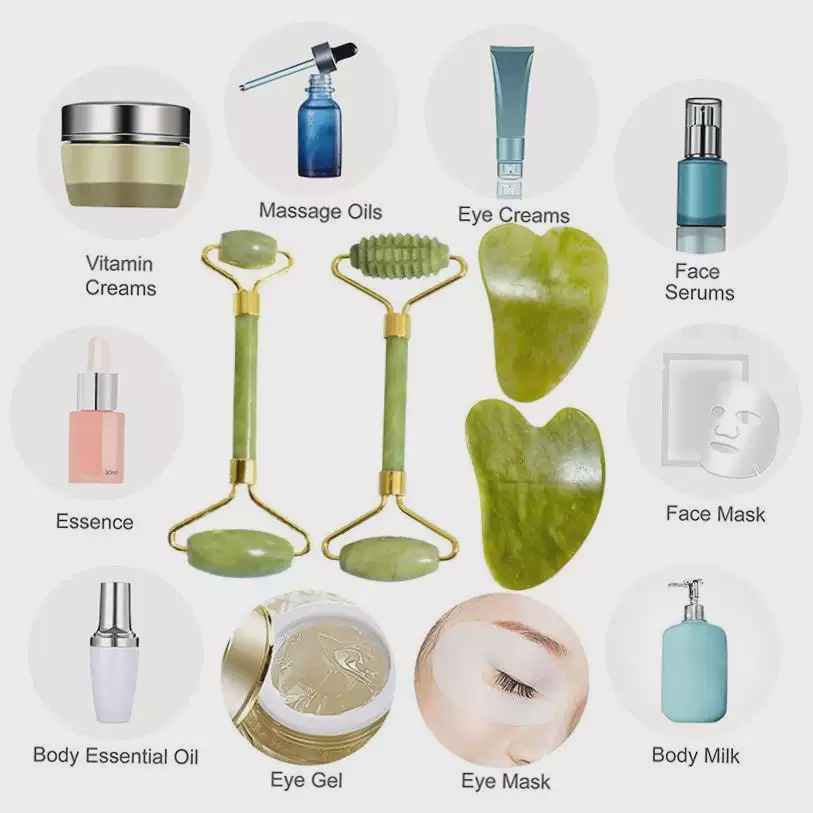 Massage Oils
Eye Creams
Vitamin
Creams
Face
Serums
30ml
Essence
Face Mask
Body Essential Oil
Eye Gel
Eye Mask
Body Milk